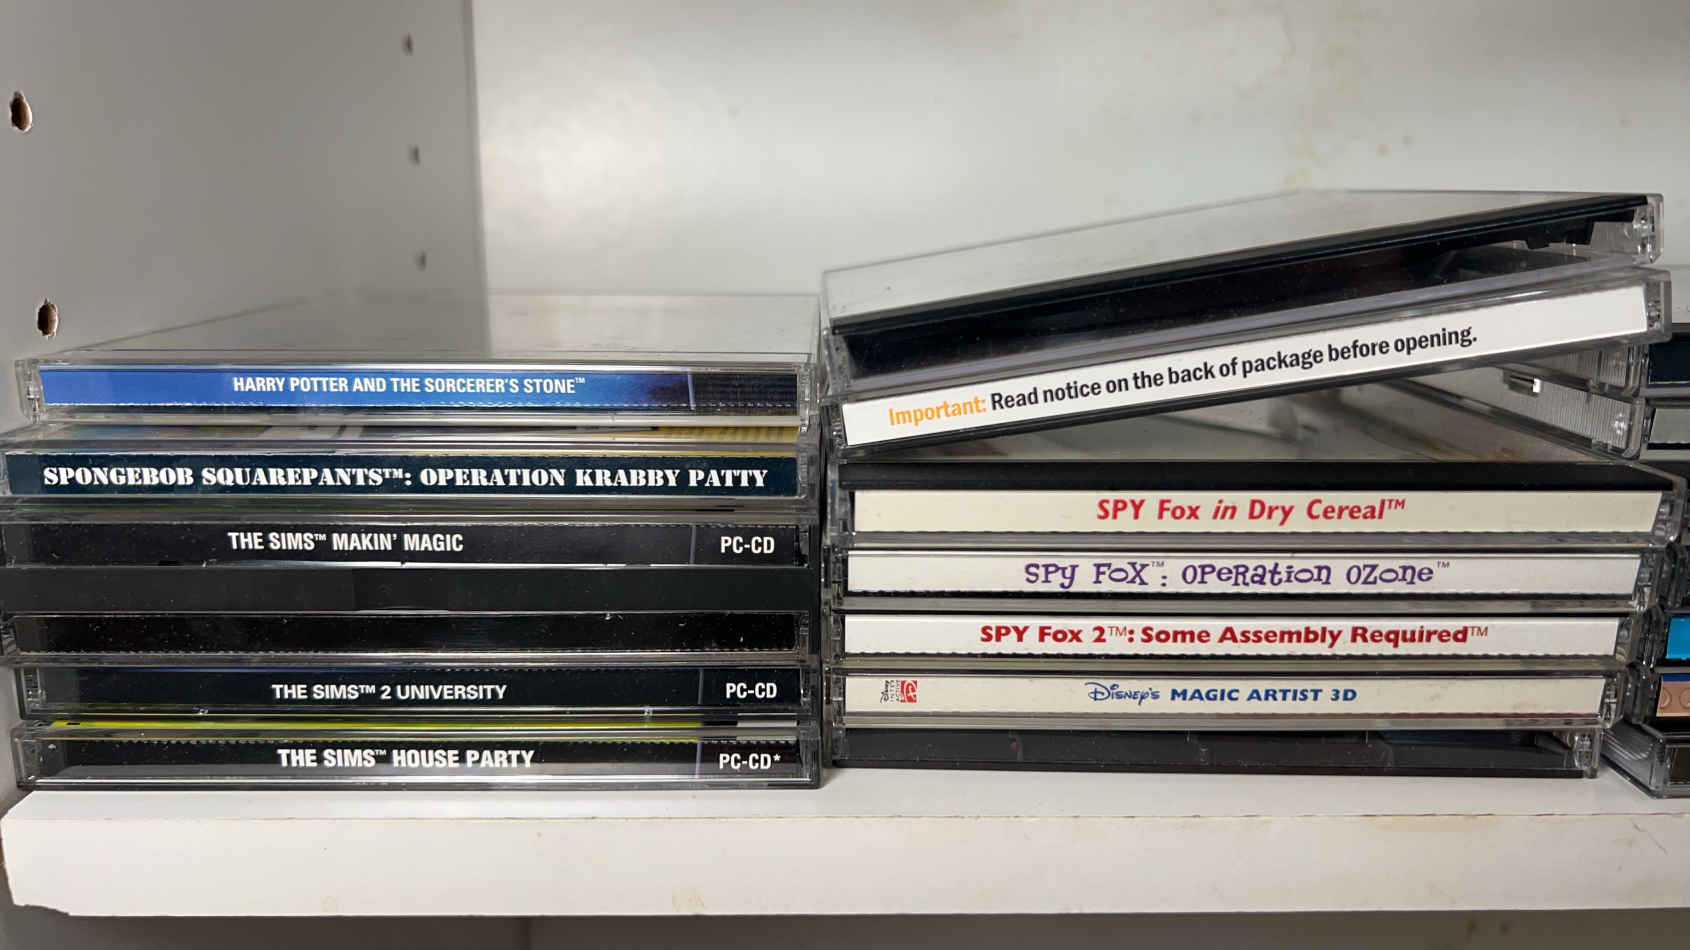 HARRY POTTER AND THE SORCERER'S STONE™
SPONGEBOB SQUAREPANTS™: OPERATION KRABBY PATTY
THE SIMS™ MAKIN' MAGIC PC-CD
THE SIMS™ 2 UNIVERSITY PC-CD
THE SIMS™ HOUSE PARTY PC-CD*
Important: Read notice on the back of package before opening.
SPY Fox in Dry Cereal™
SPY FoX™: OPeRation OZone™
SPY Fox 2™: Some Assembly Required™
Disney's MAGIC ARTIST 3D